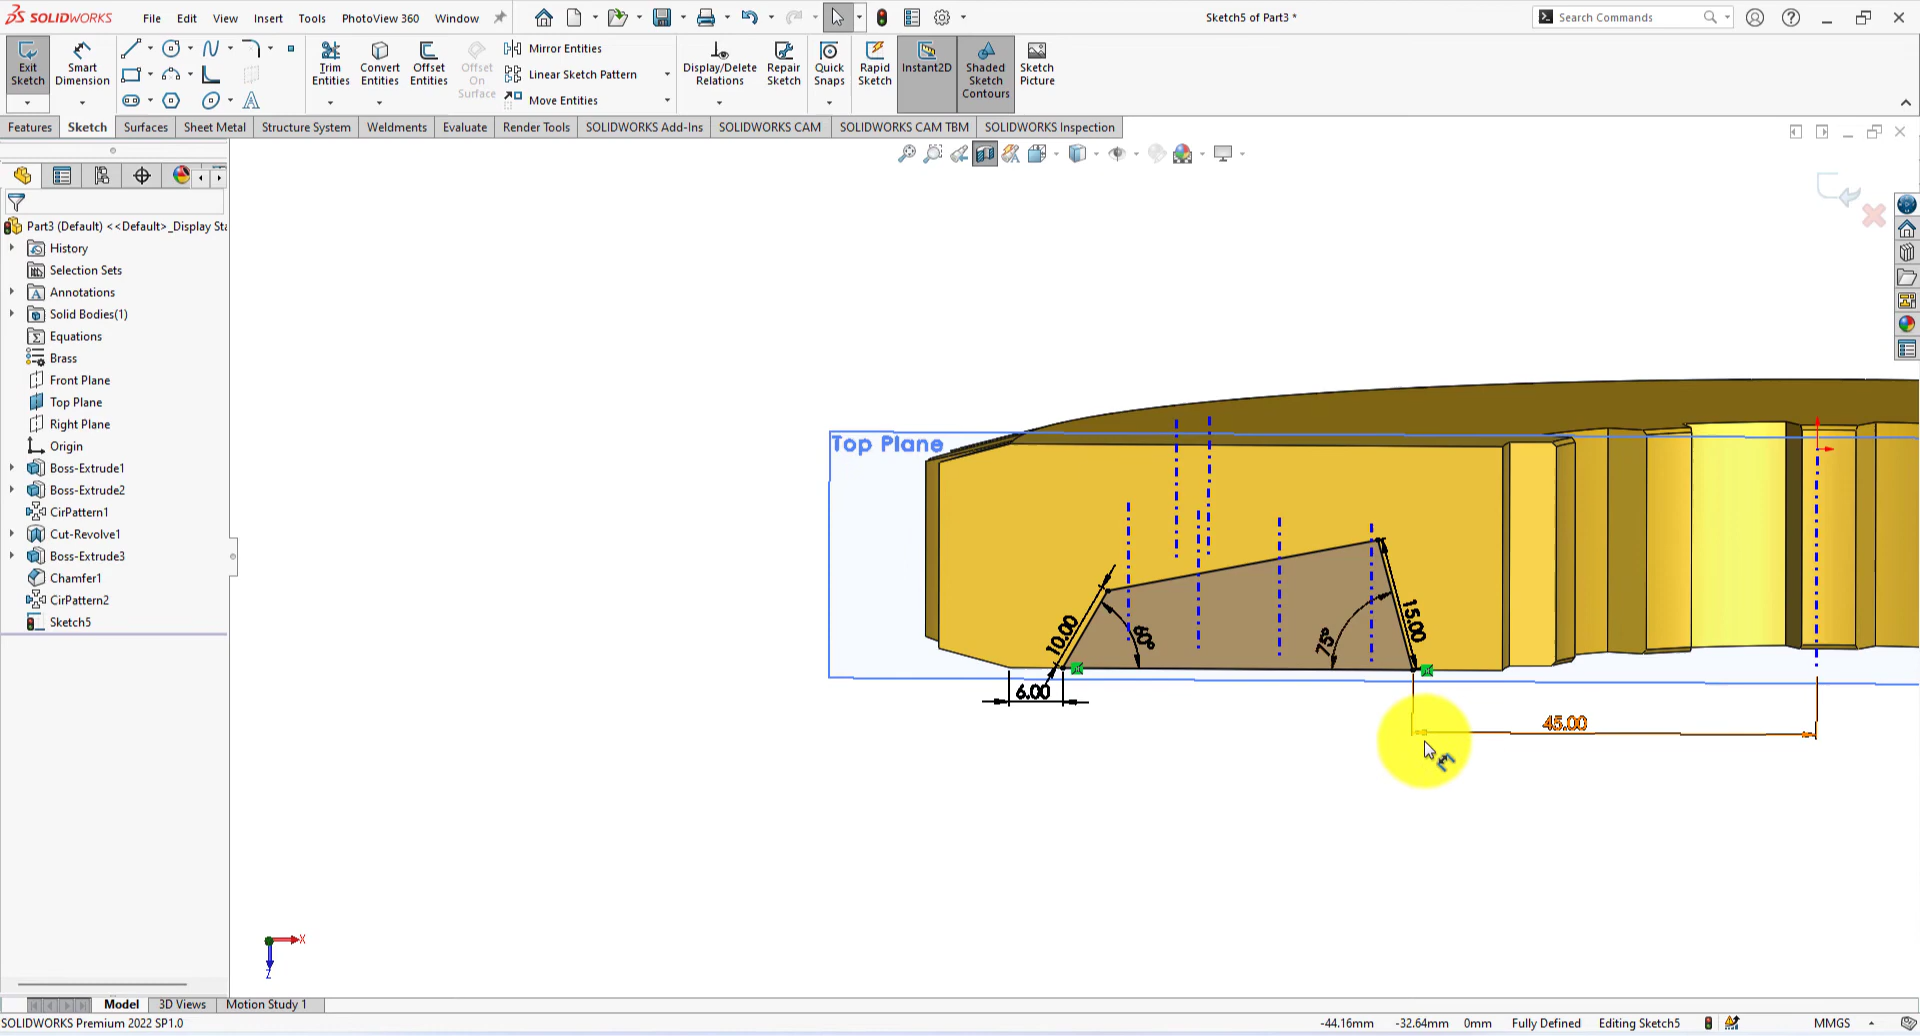 SOLIDWORKS
File Edit View Insert Tools PhotoView 360 Window
Sketch5 of Part3 *
Search Commands
Exit Sketch
Smart Dimension
Trim Entities
Convert Entities
Offset Entities
Offset On Surface
Mirror Entities
Linear Sketch Pattern
Move Entities
Display/Delete Relations
Repair Sketch
Quick Snaps
Rapid Sketch
Instant2D
Shaded Sketch Contours
Sketch Picture
Features Sketch Surfaces Sheet Metal Structure System Weldments Evaluate Render Tools SOLIDWORKS Add-Ins SOLIDWORKS CAM SOLIDWORKS CAM TBM SOLIDWORKS Inspection
Part3 (Default) <<Default>_Display Sta
History
Selection Sets
Annotations
Solid Bodies(1)
Equations
Brass
Front Plane
Top Plane
Right Plane
Origin
Boss-Extrude1
Boss-Extrude2
CirPattern1
Cut-Revolve1
Boss-Extrude3
Chamfer1
CirPattern2
Sketch5
Top Plane
10.00
60°
75°
15.00
6.00
45.00
X
Z
Model 3D Views Motion Study 1
SOLIDWORKS Premium 2022 SP1.0
-44.16mm -32.64mm 0mm Fully Defined Editing Sketch5 MMGS